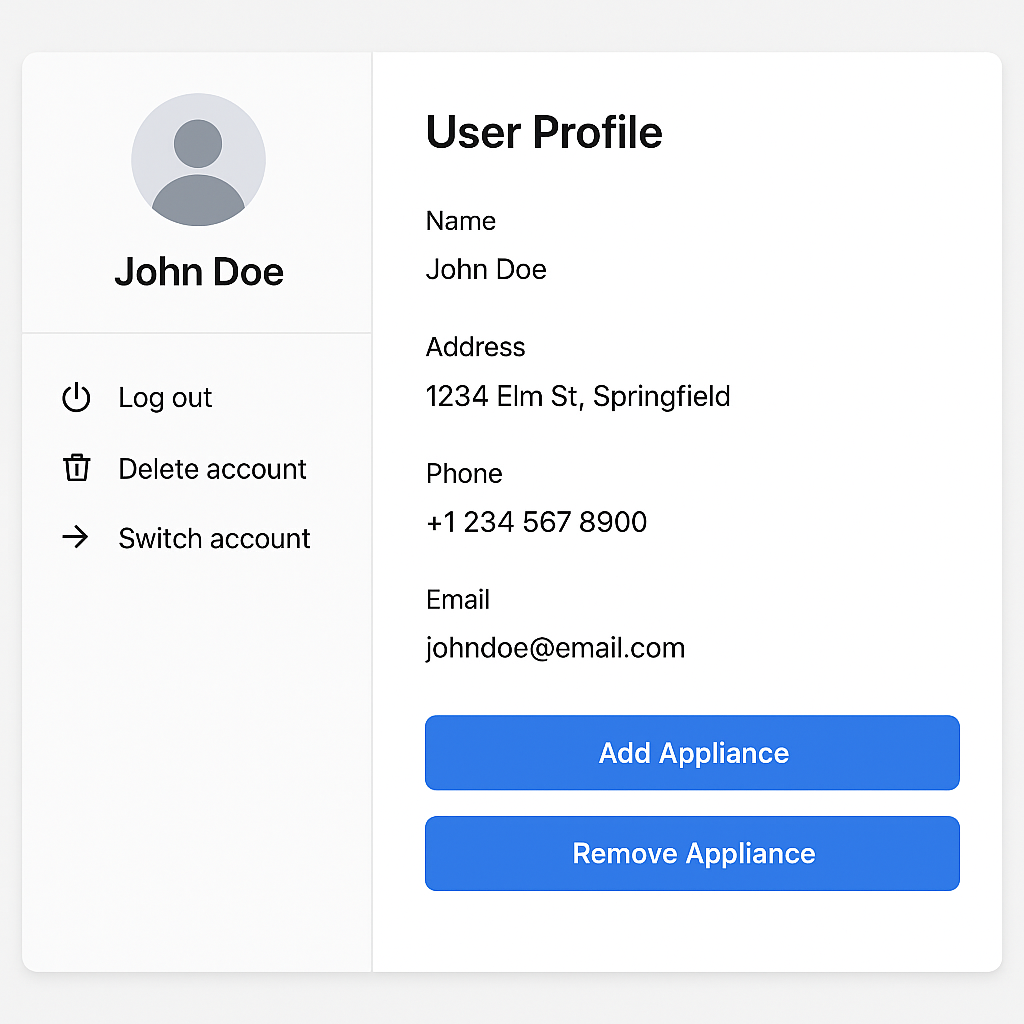 John Doe
Log out
Delete account
Switch account
User Profile
Name
John Doe
Address
1234 Elm St, Springfield
Phone
+1 234 567 8900
Email
johndoe@email.com
Add Appliance
Remove Appliance